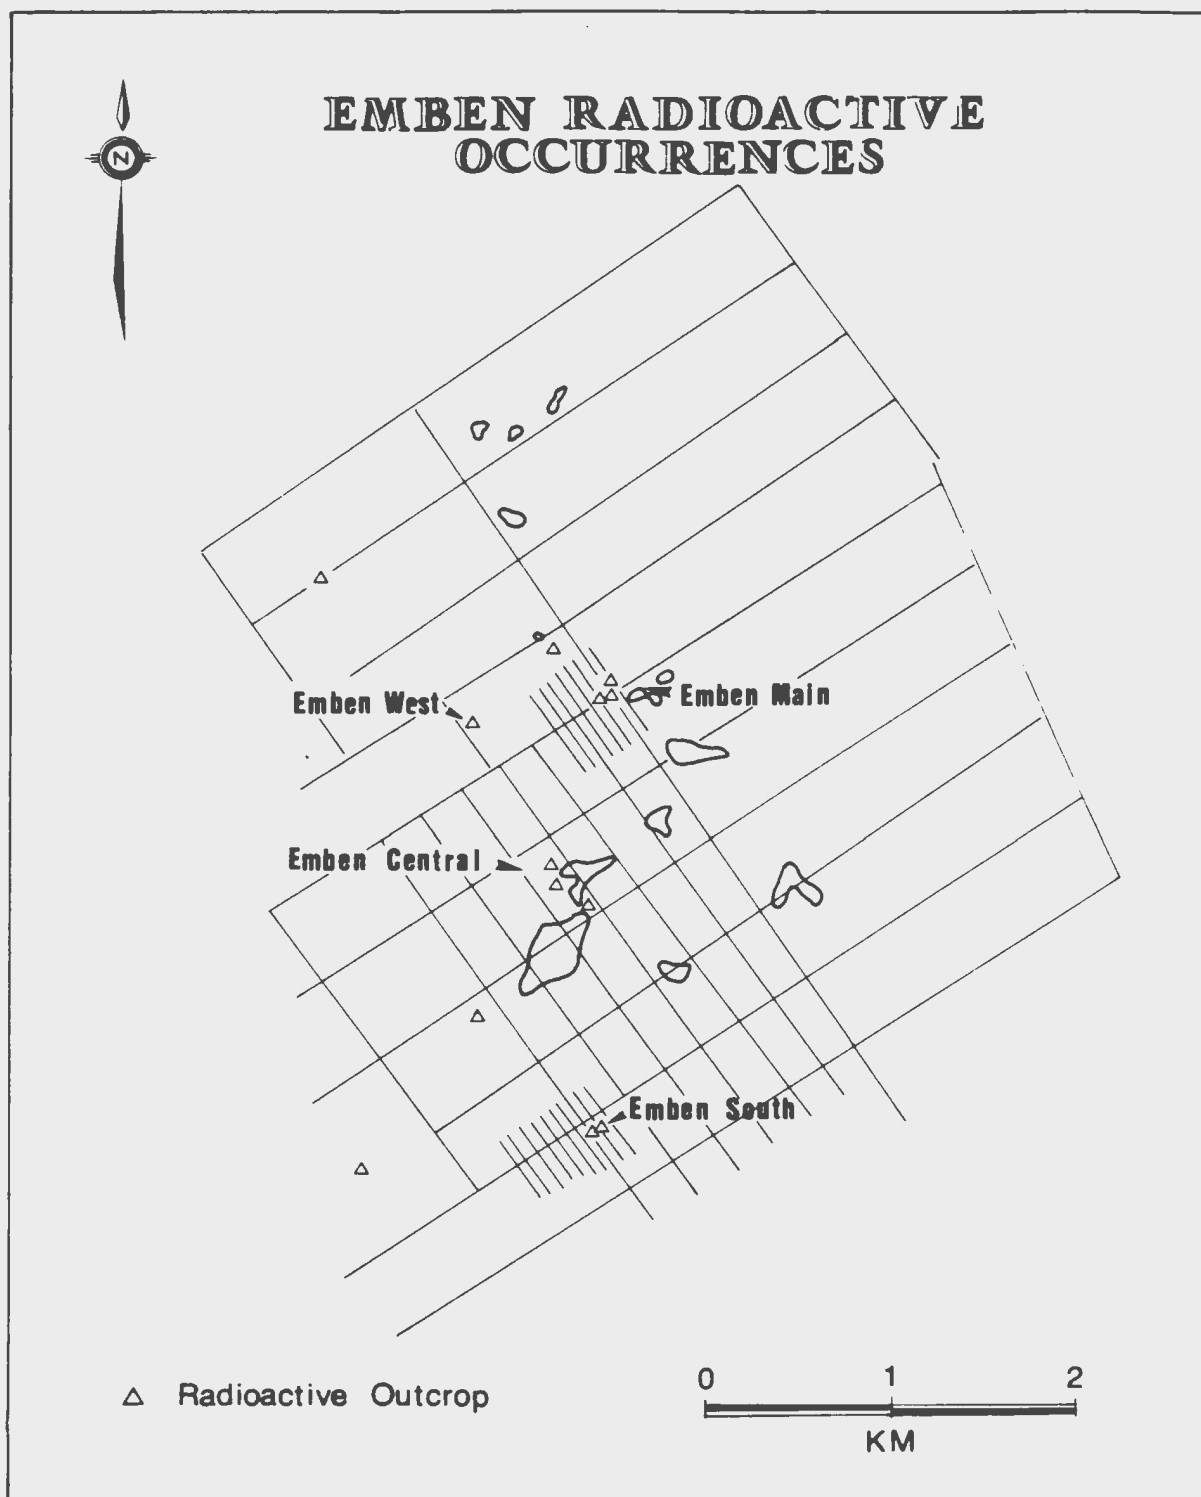 EMBEN RADIOACTIVE
OCCURRENCES
N
Emben West
Emben Main
Emben Central
Emben South
Radioactive Outcrop
0 1 2
KM